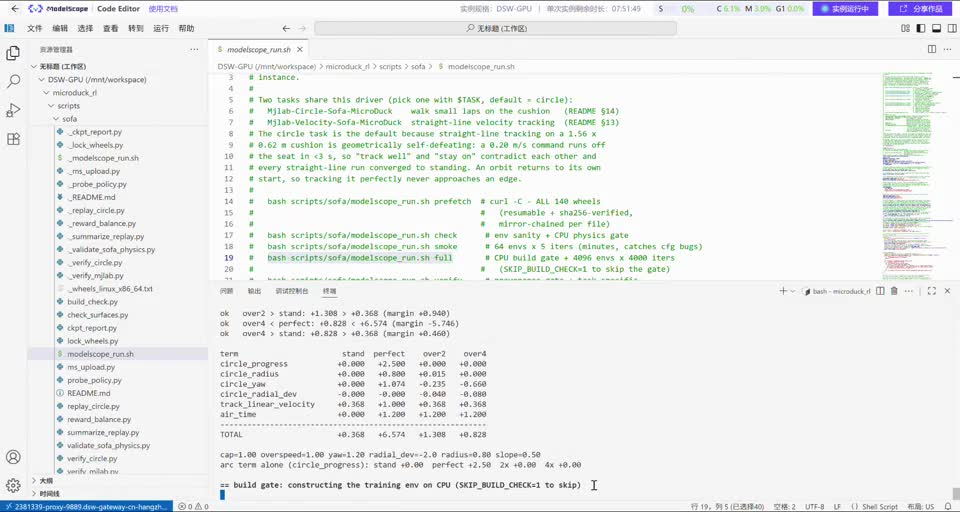 ModelScope Code Editor 使用文档 实例规格: DSW-GPU 单次实例剩余时长: 07:51:49 S 0% C 6.1% M 3.0% G1 0.0% 实例运行中 分享作品
文件 编辑 选择 查看 转到 运行 帮助 无标题 (工作区)
资源管理器
无标题 (工作区)
DSW-GPU (/mnt/workspace)
microduck_rl
scripts
sofa
_ckpt_report.py
_lock_wheels.py
_modelscope_run.sh
_ms_upload.py
_probe_policy.py
_README.md
_replay_circle.py
_reward_balance.py
_summarize_replay.py
_validate_sofa_physics.py
_verify_circle.py
_verify_mjlab.py
_wheels_linux_x86_64.txt
build_check.py
check_surfaces.py
ckpt_report.py
lock_wheels.py
modelscope_run.sh
ms_upload.py
probe_policy.py
README.md
replay_circle.py
reward_balance.py
summarize_replay.py
validate_sofa_physics.py
verify_circle.py
verify_mjlab.py
大纲
时间线
modelscope_run.sh
DSW-GPU (/mnt/workspace) > microduck_rl > scripts > sofa > modelscope_run.sh
3 # instance.
4 #
5 # Two tasks share this driver (pick one with $TASK, default = circle):
6 # Mjlab-Circle-Sofa-MicroDuck walk small laps on the cushion (README §14)
7 # Mjlab-Velocity-Sofa-MicroDuck straight-line velocity tracking (README §13)
8 # The circle task is the default because straight-line tracking on a 1.56 x
9 # 0.62 m cushion is geometrically self-defeating: a 0.20 m/s command runs off
10 # the seat in <3 s, so "track well" and "stay on" contradict each other and
11 # every straight-line run converged to standing. An orbit returns to its own
12 # start, so tracking it perfectly never approaches an edge.
13 #
14 # bash scripts/sofa/modelscope_run.sh prefetch # curl -C - ALL 140 wheels
15 # # (resumable + sha256-verified,
16 # # mirror-chained per file)
17 # bash scripts/sofa/modelscope_run.sh check # env sanity + CPU physics gate
18 # bash scripts/sofa/modelscope_run.sh smoke # 64 envs x 5 iters (minutes, catches cfg bugs)
19 # bash scripts/sofa/modelscope_run.sh full # CPU build gate + 4096 envs x 4000 iters
20 # # (SKIP_BUILD_CHECK=1 to skip the gate)
问题 输出 调试控制台 终端 bash - microduck_rl
ok over2 > stand: +1.308 > +0.368 (margin +0.940)
ok over4 < perfect: +0.828 < +6.574 (margin -5.746)
ok over4 > stand: +0.828 > +0.368 (margin +0.460)
term stand perfect over2 over4
circle_progress +0.000 +2.500 +0.000 +0.000
circle_radius +0.000 +0.800 +0.015 +0.000
circle_yaw +0.000 +1.074 -0.235 -0.660
circle_radial_dev -0.000 -0.000 -0.040 -0.080
track_linear_velocity +0.368 +1.000 +0.368 +0.368
air_time +0.000 +1.200 +1.200 +1.200
------------------------------------------------------------
TOTAL +0.368 +6.574 +1.308 +0.828
cap=1.00 overspeed=1.00 yaw=1.20 radial_dev=-2.0 radius=0.80 slope=0.50
arc term alone (circle_progress): stand +0.00 perfect +2.50 2x +0.00 4x +0.00
== build gate: constructing the training env on CPU (SKIP_BUILD_CHECK=1 to skip)
2381339-proxy-9889.dsw-gateway-cn-hangzh... 0 0 行 19, 列 5 (已选择40) 空格: 2 UTF-8 LF Shell Script 布局: US